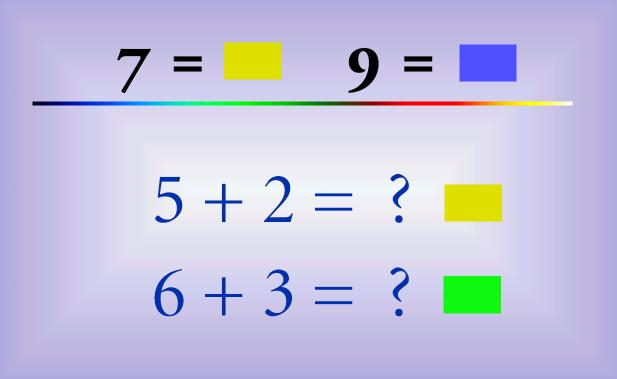 7 = 9 =
5 + 2 = ?
6 + 3 = ?